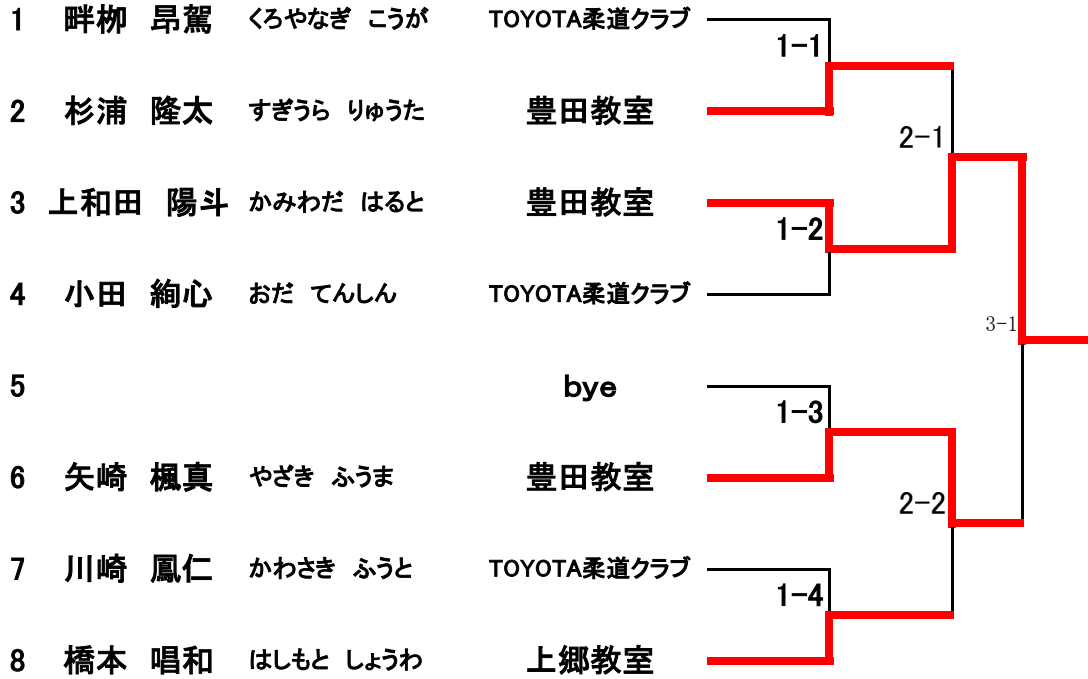 1 畔栁 昂駕 くろやなぎ こうが TOYOTA柔道クラブ
1-1
2 杉浦 隆太 すぎうら りゅうた 豊田教室
2-1
3 上和田 陽斗 かみわだ はると 豊田教室
1-2
4 小田 絢心 おだ てんしん TOYOTA柔道クラブ
3-1
5 bye
1-3
6 矢崎 楓真 やざき ふうま 豊田教室
2-2
7 川崎 鳳仁 かわさき ふうと TOYOTA柔道クラブ
1-4
8 橋本 唱和 はしもと しょうわ 上郷教室